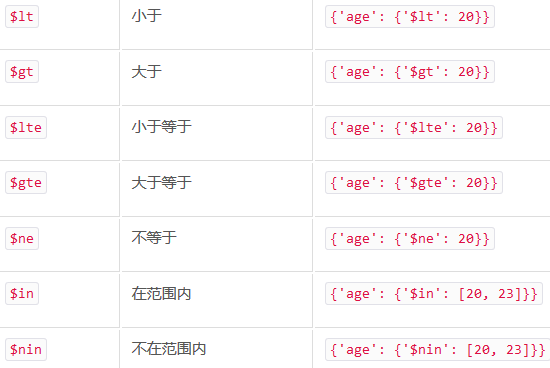 $lt 小于 {'age': {'$lt': 20}}
$gt 大于 {'age': {'$gt': 20}}
$lte 小于等于 {'age': {'$lte': 20}}
$gte 大于等于 {'age': {'$gte': 20}}
$ne 不等于 {'age': {'$ne': 20}}
$in 在范围内 {'age': {'$in': [20, 23]}}
$nin 不在范围内 {'age': {'$nin': [20, 23]}}